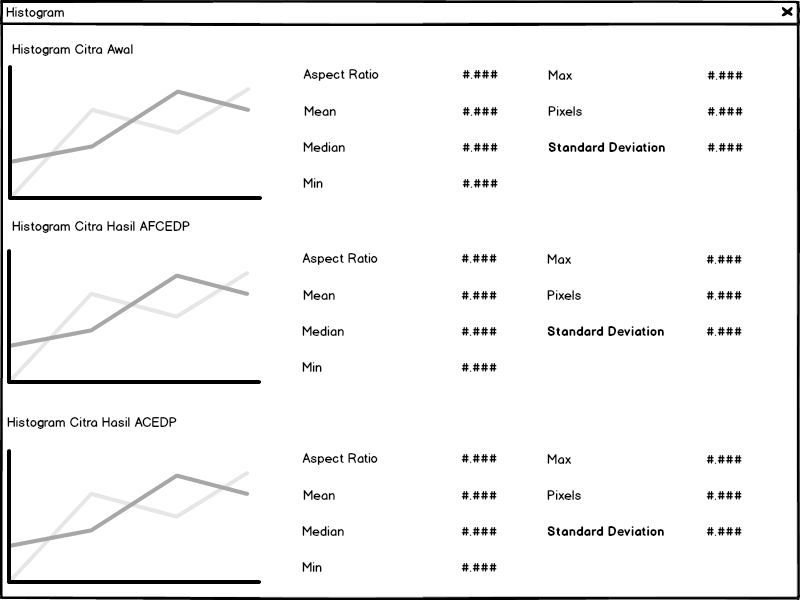 Histogram
Histogram Citra Awal
Aspect Ratio #.### Max #.###
Mean #.### Pixels #.###
Median #.### Standard Deviation #.###
Min #.###
Histogram Citra Hasil AFCEDP
Aspect Ratio #.### Max #.###
Mean #.### Pixels #.###
Median #.### Standard Deviation #.###
Min #.###
Histogram Citra Hasil ACEDP
Aspect Ratio #.### Max #.###
Mean #.### Pixels #.###
Median #.### Standard Deviation #.###
Min #.###